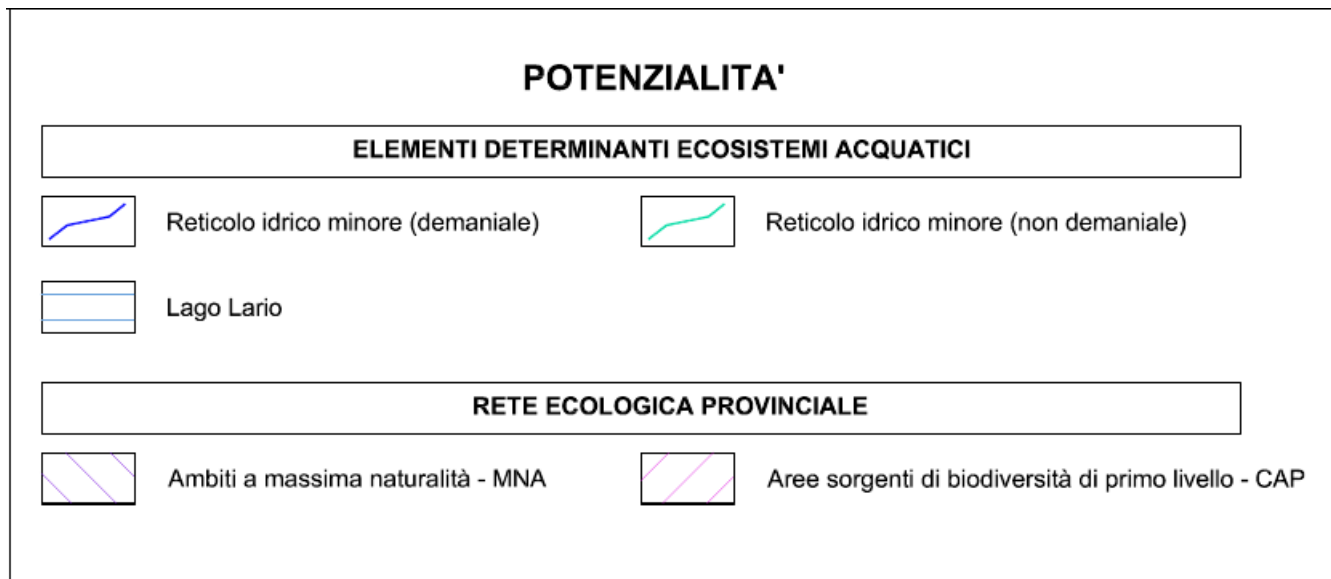 POTENZIALITA'
ELEMENTI DETERMINANTI ECOSISTEMI ACQUATICI
Reticolo idrico minore (demaniale)
Reticolo idrico minore (non demaniale)
Lago Lario
RETE ECOLOGICA PROVINCIALE
Ambiti a massima naturalità - MNA
Aree sorgenti di biodiversità di primo livello - CAP